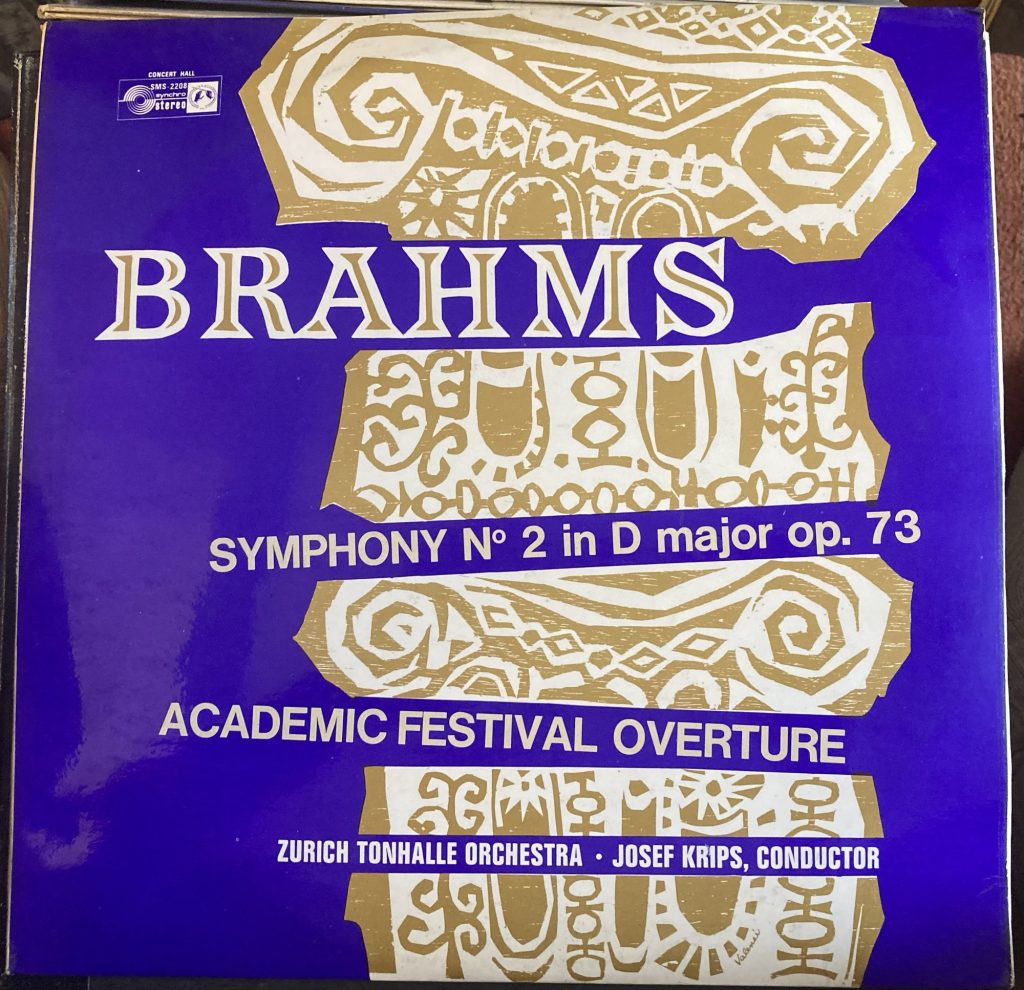 CONCERT HALL
SMS-2208
synchro
stereo
BRAHMS
SYMPHONY Nº 2 in D major op. 73
ACADEMIC FESTIVAL OVERTURE
ZURICH TONHALLE ORCHESTRA · JOSEF KRIPS, CONDUCTOR